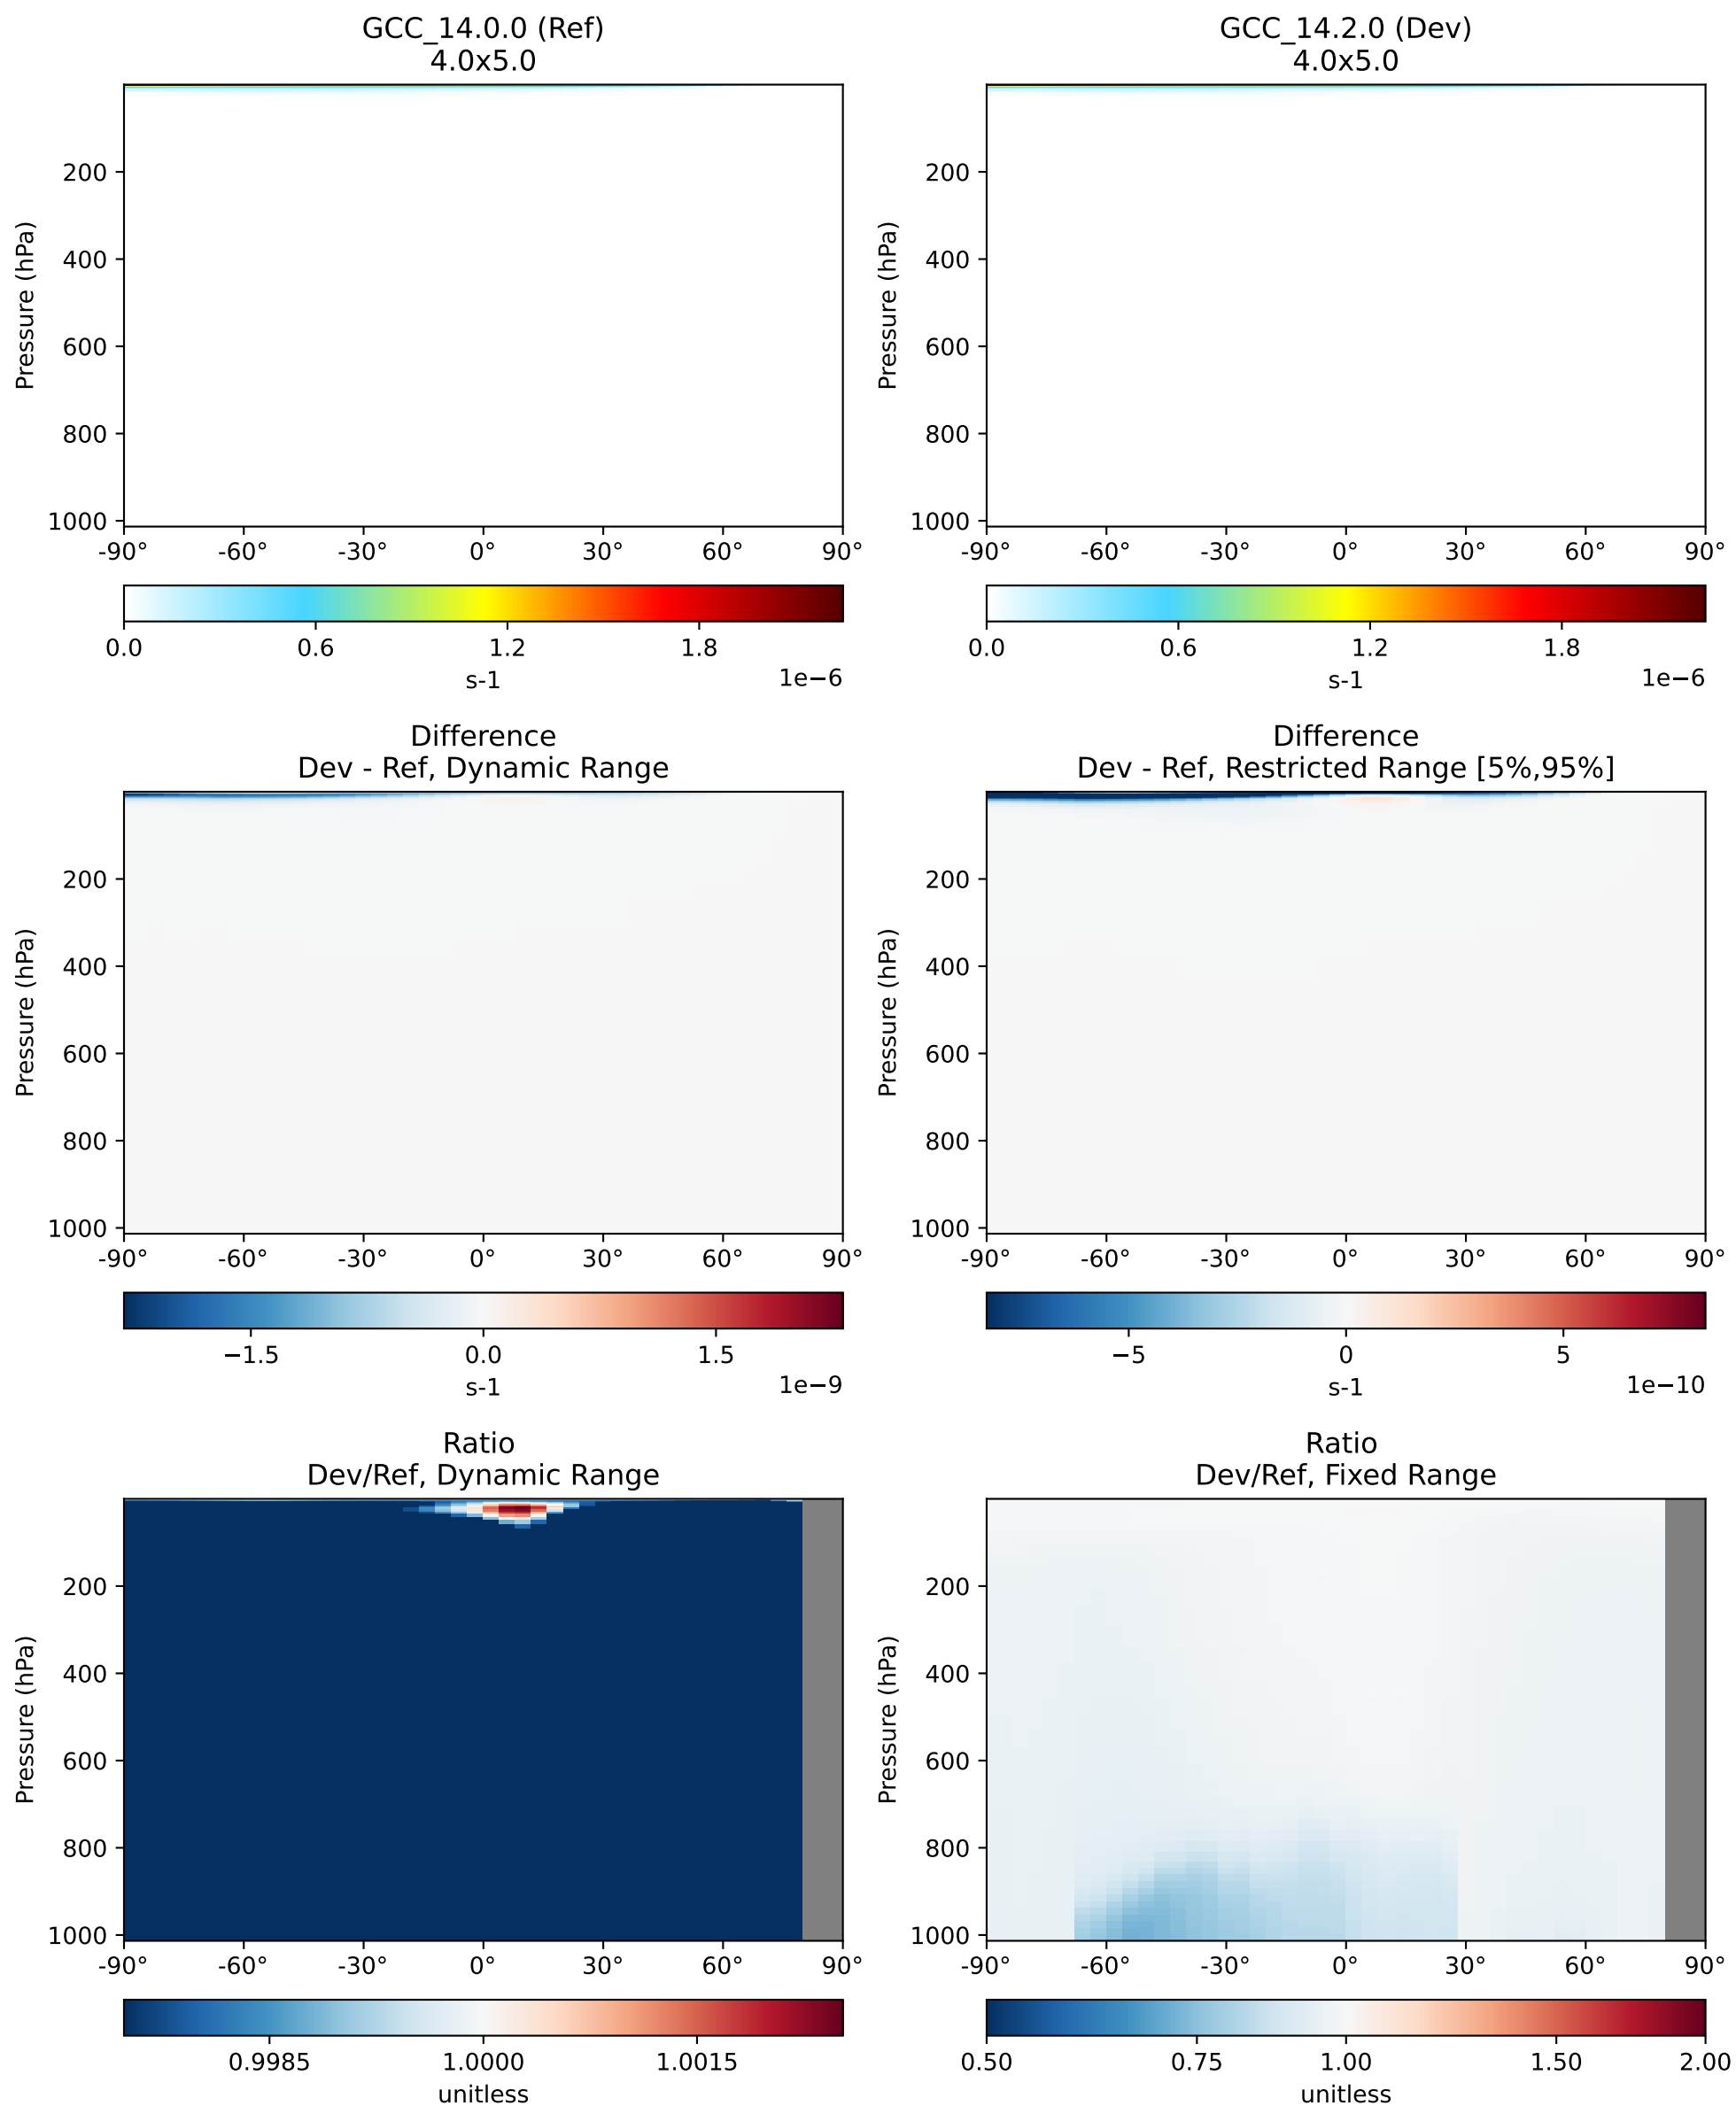 GCC_14.0.0 (Ref)
4.0x5.0
Pressure (hPa)
200
400
600
800
1000
-90° -60° -30° 0° 30° 60° 90°
0.0 0.6 1.2 1.8
s-1
1e−6
GCC_14.2.0 (Dev)
4.0x5.0
Pressure (hPa)
200
400
600
800
1000
-90° -60° -30° 0° 30° 60° 90°
0.0 0.6 1.2 1.8
s-1
1e−6
Difference
Dev - Ref, Dynamic Range
Pressure (hPa)
200
400
600
800
1000
-90° -60° -30° 0° 30° 60° 90°
−1.5 0.0 1.5
s-1
1e−9
Difference
Dev - Ref, Restricted Range [5%,95%]
Pressure (hPa)
200
400
600
800
1000
-90° -60° -30° 0° 30° 60° 90°
−5 0 5
s-1
1e−10
Ratio
Dev/Ref, Dynamic Range
Pressure (hPa)
200
400
600
800
1000
-90° -60° -30° 0° 30° 60° 90°
0.9985 1.0000 1.0015
unitless
Ratio
Dev/Ref, Fixed Range
Pressure (hPa)
200
400
600
800
1000
-90° -60° -30° 0° 30° 60° 90°
0.50 0.75 1.00 1.50 2.00
unitless